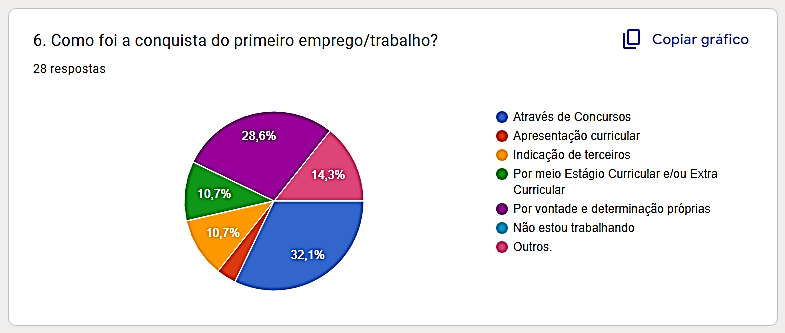 6. Como foi a conquista do primeiro emprego/trabalho?
Copiar gráfico
28 respostas
28,6%
14,3%
10,7%
10,7%
32,1%
Através de Concursos
Apresentação curricular
Indicação de terceiros
Por meio Estágio Curricular e/ou Extra
Curricular
Por vontade e determinação próprias
Não estou trabalhando
Outros.